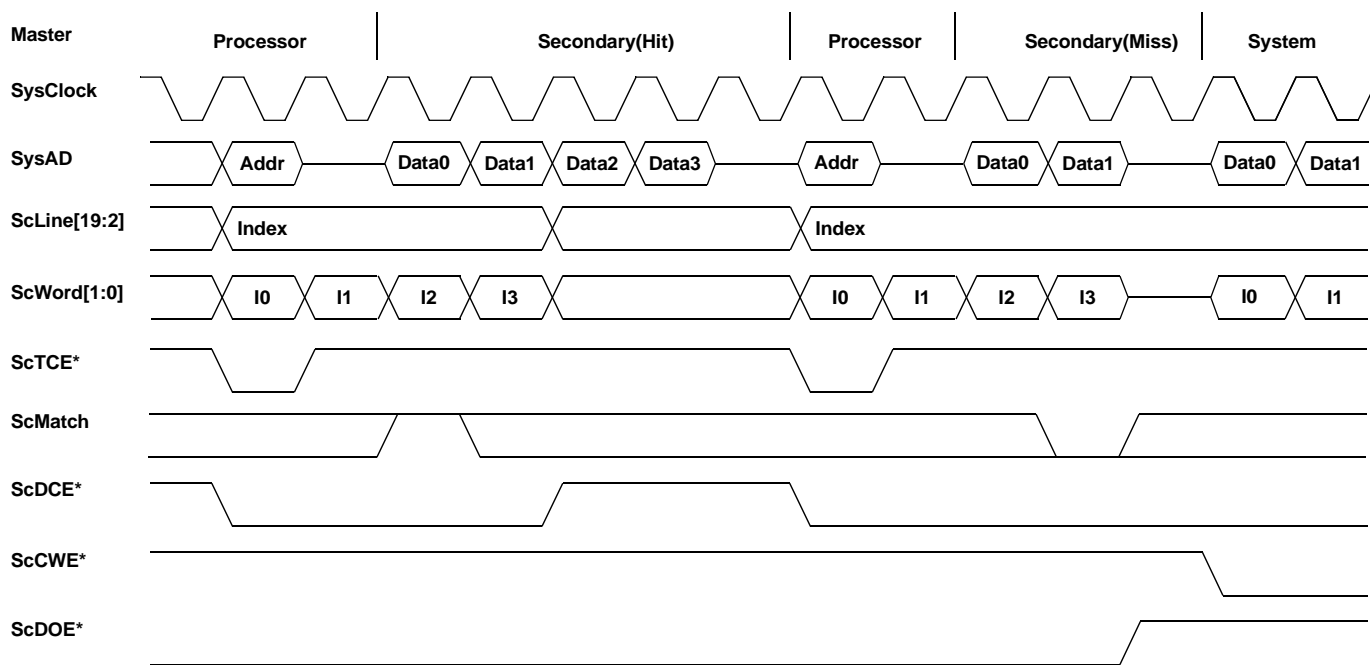 Master Processor Secondary(Hit) Processor Secondary(Miss) System
SysClock
SysAD Addr Data0 Data1 Data2 Data3 Addr Data0 Data1 Data0 Data1
ScLine[19:2] Index Index
ScWord[1:0] I0 I1 I2 I3 I0 I1 I2 I3 I0 I1
ScTCE*
ScMatch
ScDCE*
ScCWE*
ScDOE*